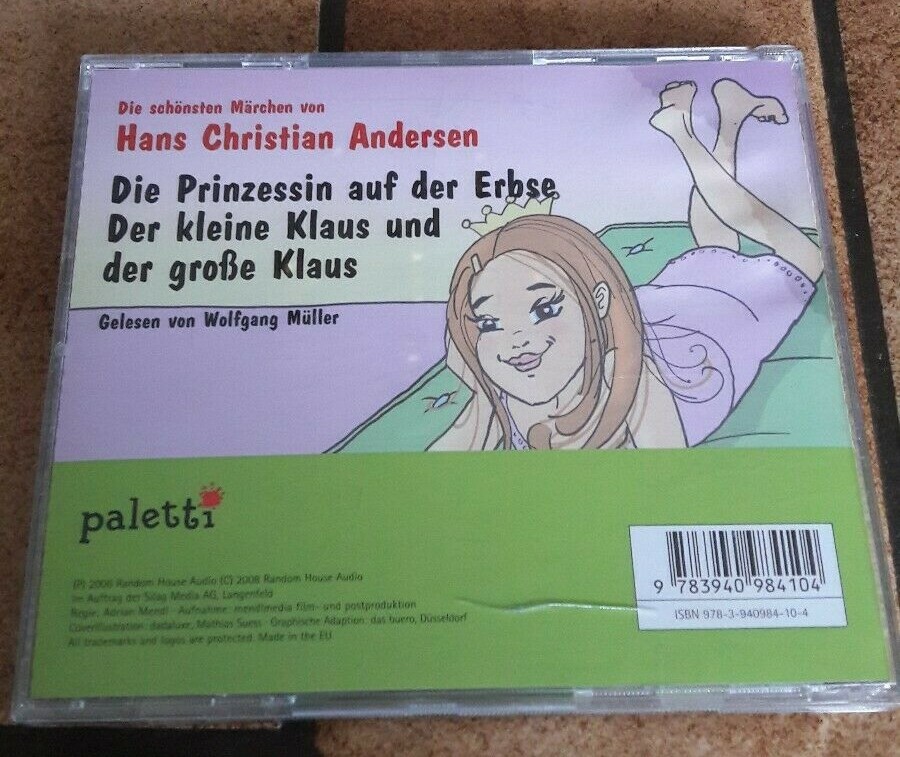 Die schönsten Märchen von
Hans Christian Andersen
Die Prinzessin auf der Erbse
Der kleine Klaus und
der große Klaus
Gelesen von Wolfgang Müller
paletti
(P) 2008 Random House Audio (C) 2008 Random House Audio
Im Auftrag der Silag Media AG, Langenfeld
Regie: Adrian Mendl · Aufnahme: mendlmedia film- und postproduktion
Coverillustration: dadaluxe, Mathias Suess · Graphische Adaption: das buero, Düsseldorf
All trademarks and logos are protected. Made in the EU
9 783940 984104
ISBN 978-3-940984-10-4